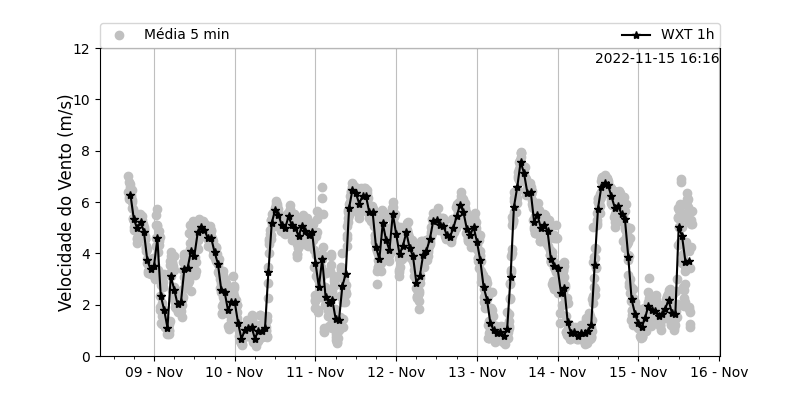 Média 5 min
WXT 1h
2022-11-15 16:16
Velocidade do Vento (m/s)
12
10
8
6
4
2
0
09 - Nov
10 - Nov
11 - Nov
12 - Nov
13 - Nov
14 - Nov
15 - Nov
16 - Nov